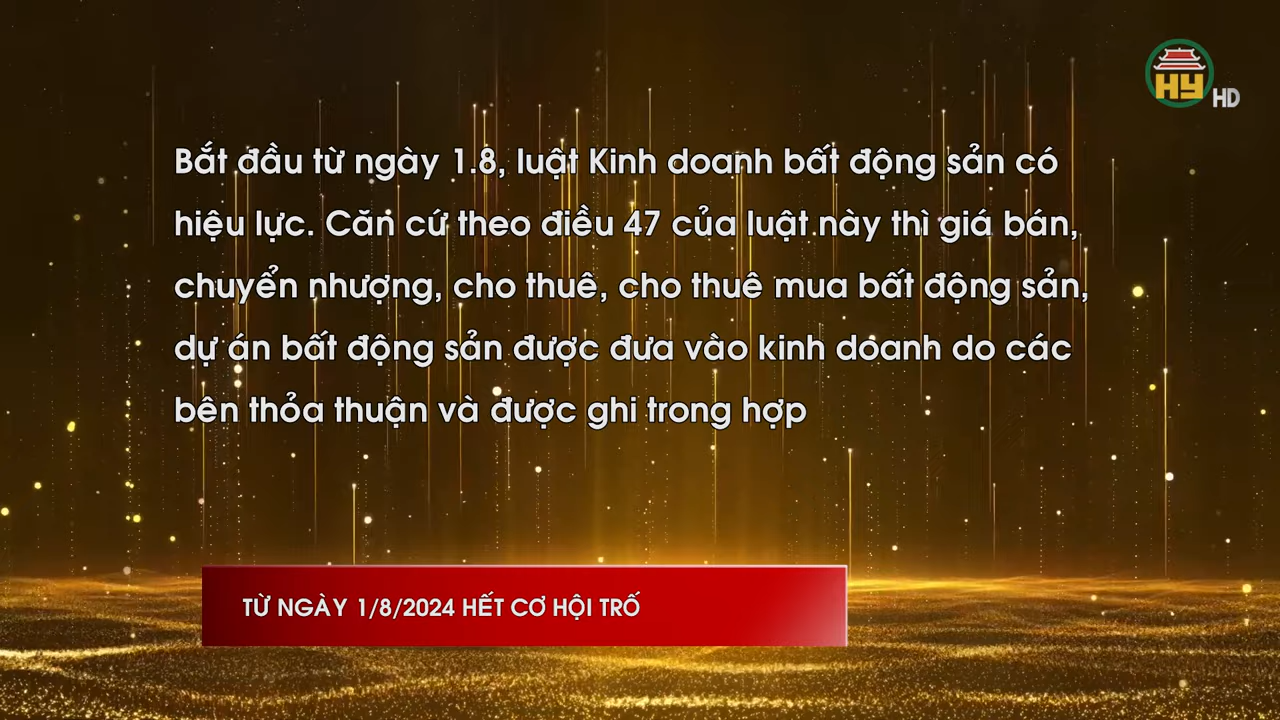 HY HD
Bắt đầu từ ngày 1.8, luật Kinh doanh bất động sản có
hiệu lực. Căn cứ theo điều 47 của luật này thì giá bán,
chuyển nhượng, cho thuê, cho thuê mua bất động sản,
dự án bất động sản được đưa vào kinh doanh do các
bên thỏa thuận và được ghi trong hợp
TỪ NGÀY 1/8/2024 HẾT CƠ HỘI TRỐ